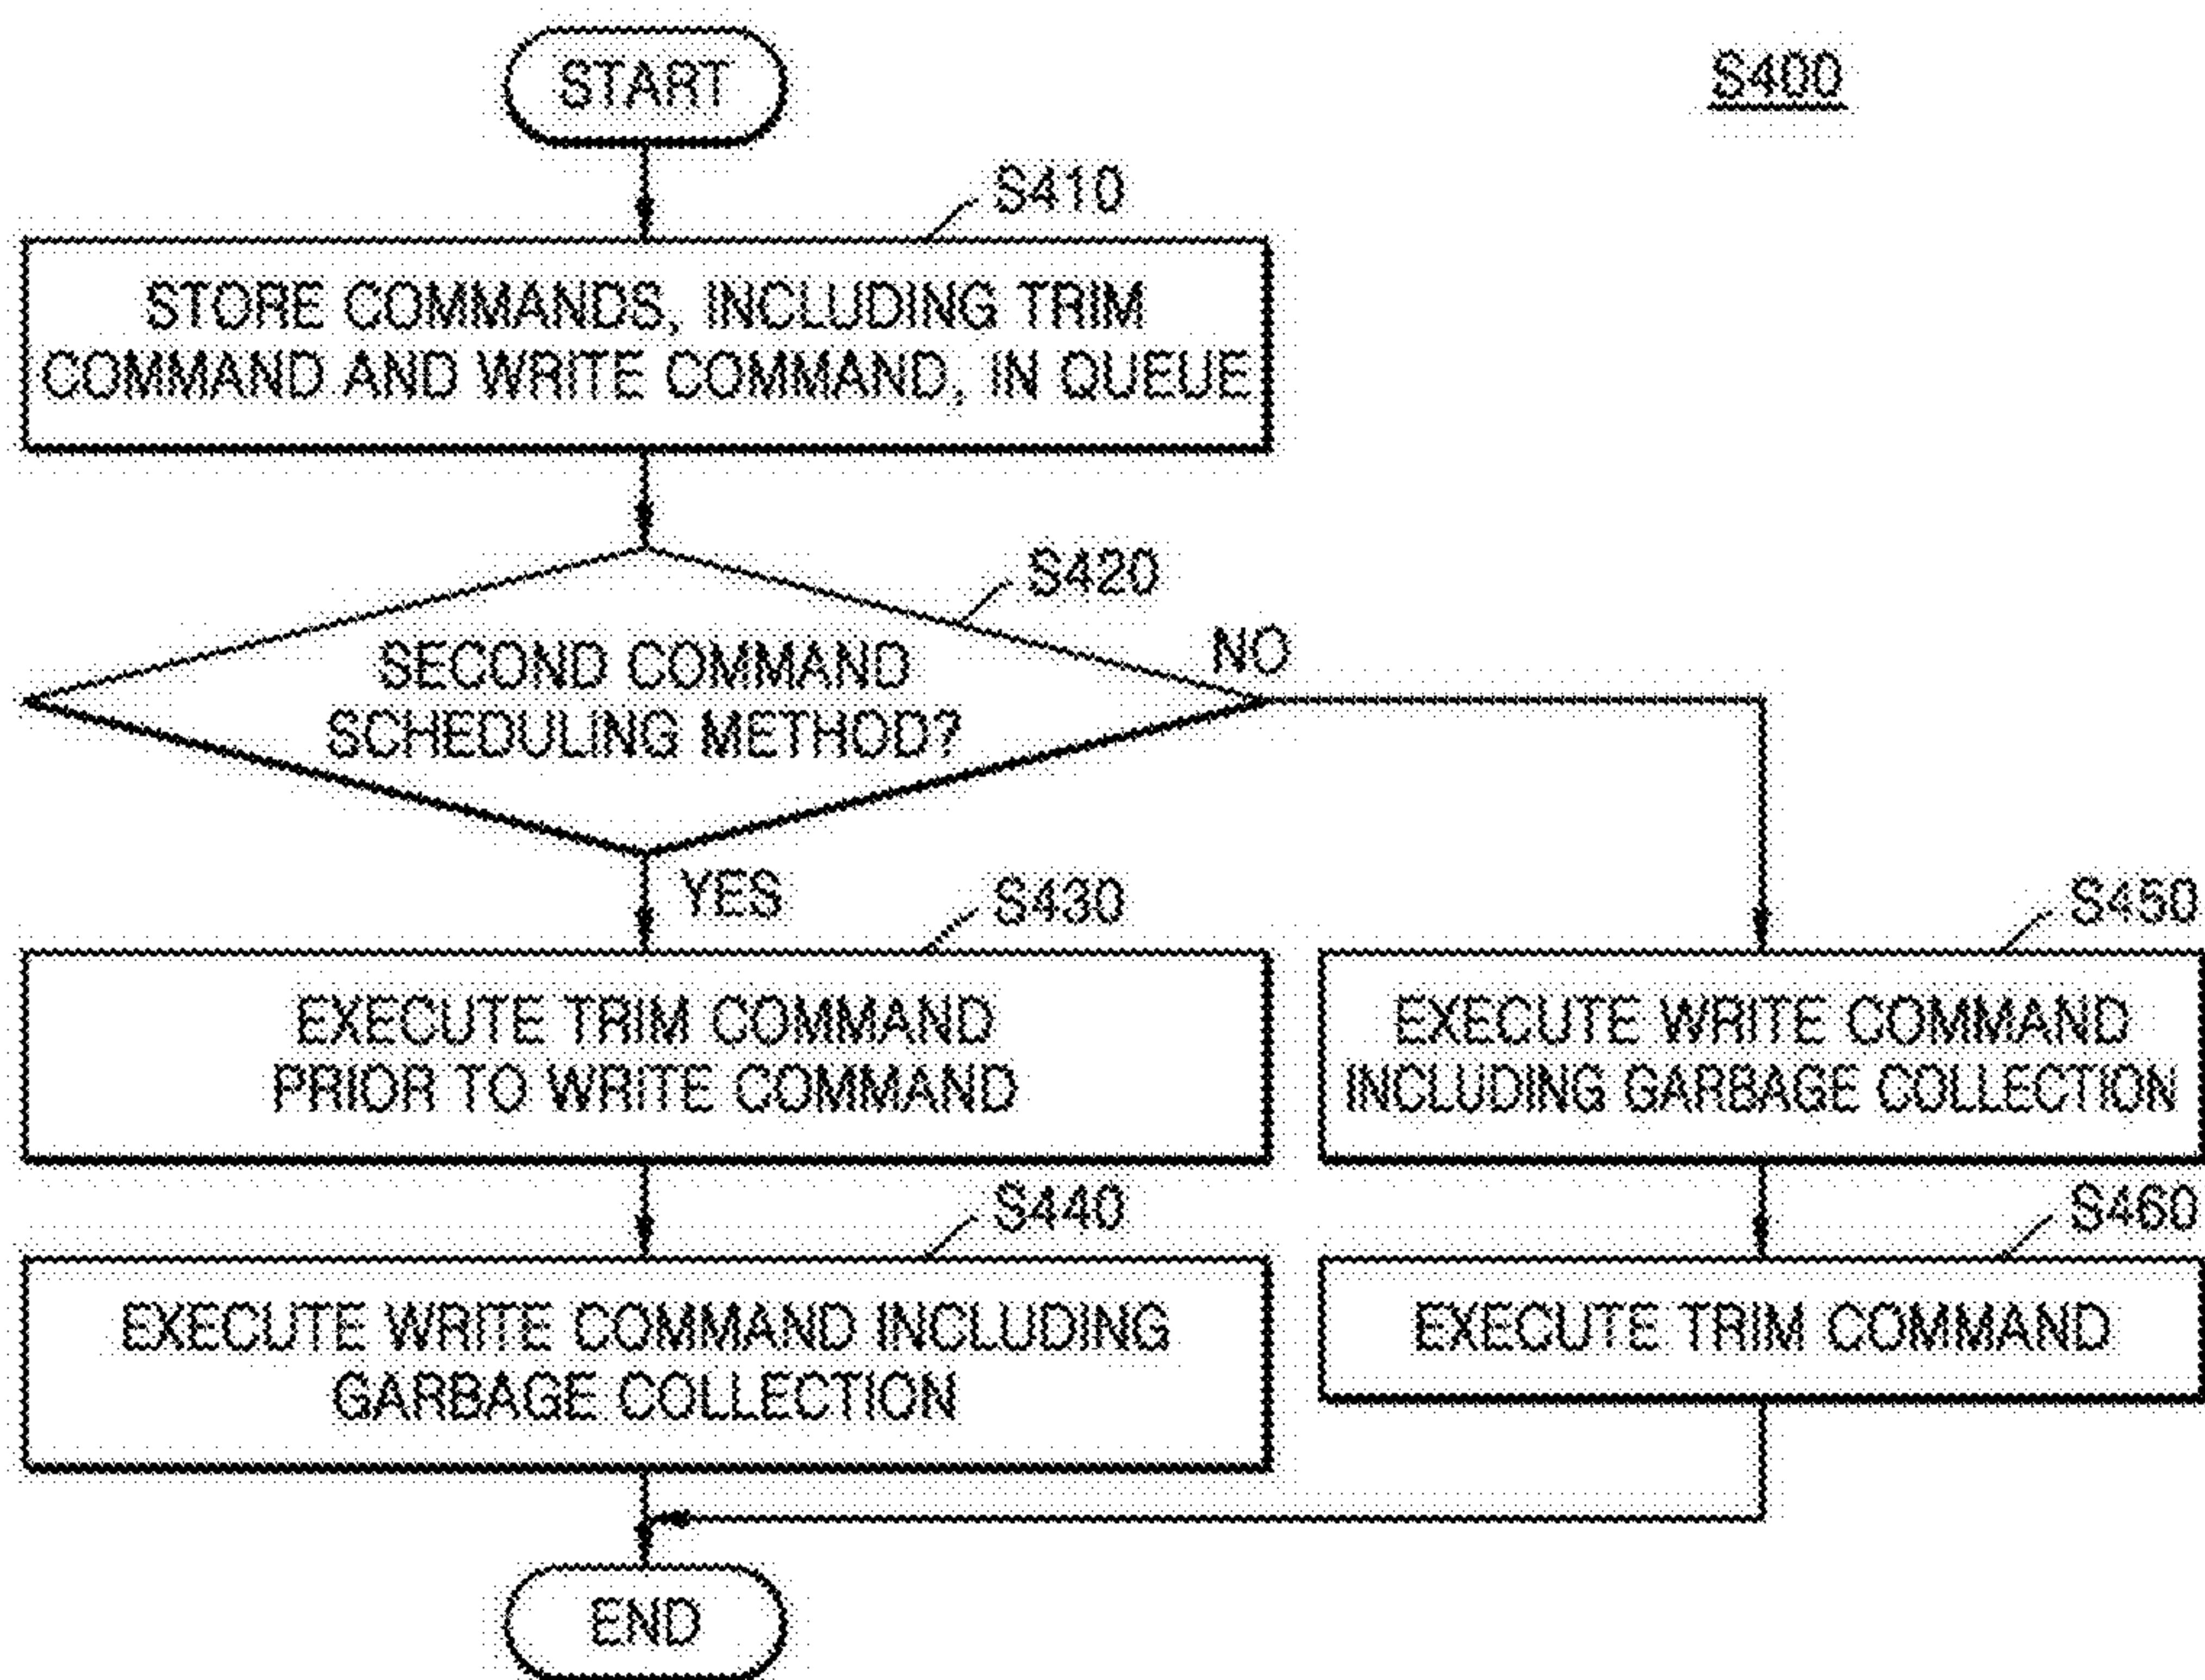 START
S400
S410
STORE COMMANDS, INCLUDING TRIM
COMMAND AND WRITE COMMAND, IN QUEUE
S420
SECOND COMMAND
SCHEDULING METHOD?
NO
YES
S430
EXECUTE TRIM COMMAND
PRIOR TO WRITE COMMAND
S450
EXECUTE WRITE COMMAND
INCLUDING GARBAGE COLLECTION
S440
EXECUTE WRITE COMMAND INCLUDING
GARBAGE COLLECTION
S460
EXECUTE TRIM COMMAND
END